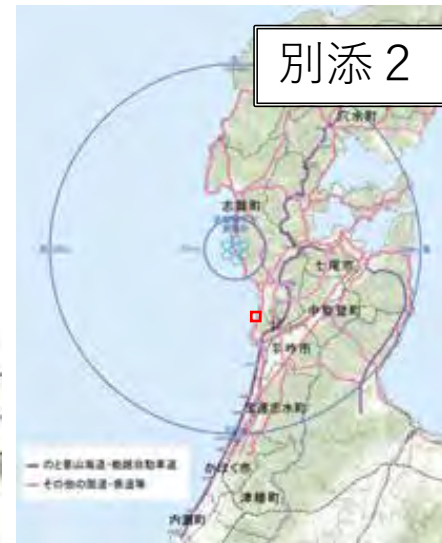 別添２
穴水町
志賀町
七尾市
中能登町
羽咋市
宝達志水町
かほく市
津幡町
内灘町
のと里山海道・能越自動車道
その他の国道・県道等